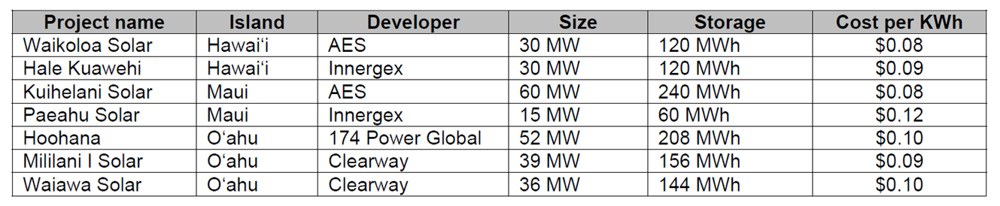 Project name Island Developer Size Storage Cost per KWh
Waikoloa Solar Hawai‘i AES 30 MW 120 MWh $0.08
Hale Kuawehi Hawai‘i Innergex 30 MW 120 MWh $0.09
Kuihelani Solar Maui AES 60 MW 240 MWh $0.08
Paeahu Solar Maui Innergex 15 MW 60 MWh $0.12
Hoohana O‘ahu 174 Power Global 52 MW 208 MWh $0.10
Mililani I Solar O‘ahu Clearway 39 MW 156 MWh $0.09
Waiawa Solar O‘ahu Clearway 36 MW 144 MWh $0.10